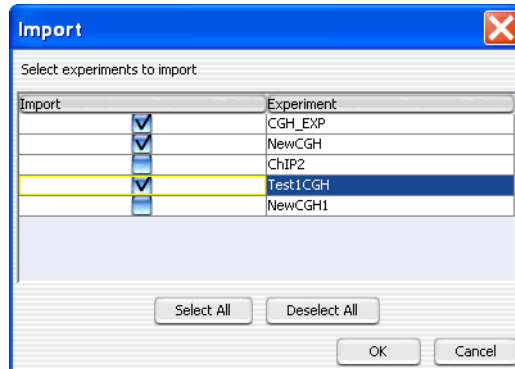 Import
Select experiments to import
Import Experiment
CGH_EXP
NewCGH
ChIP2
Test1CGH
NewCGH1
Select All Deselect All
OK Cancel